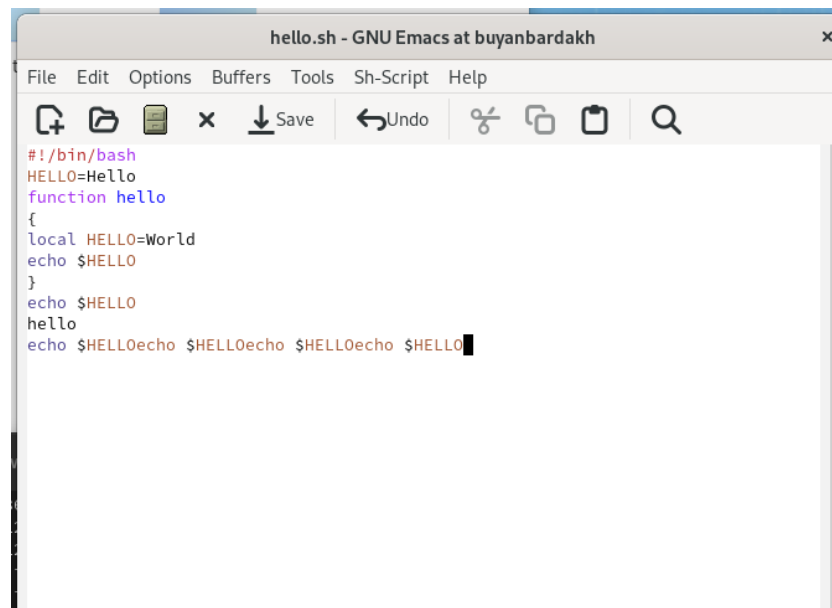 hello.sh - GNU Emacs at buyanbardakh
File Edit Options Buffers Tools Sh-Script Help
Save Undo
#!/bin/bash
HELLO=Hello
function hello
{
local HELLO=World
echo $HELLO
}
echo $HELLO
hello
echo $HELLOecho $HELLOecho $HELLOecho $HELLO